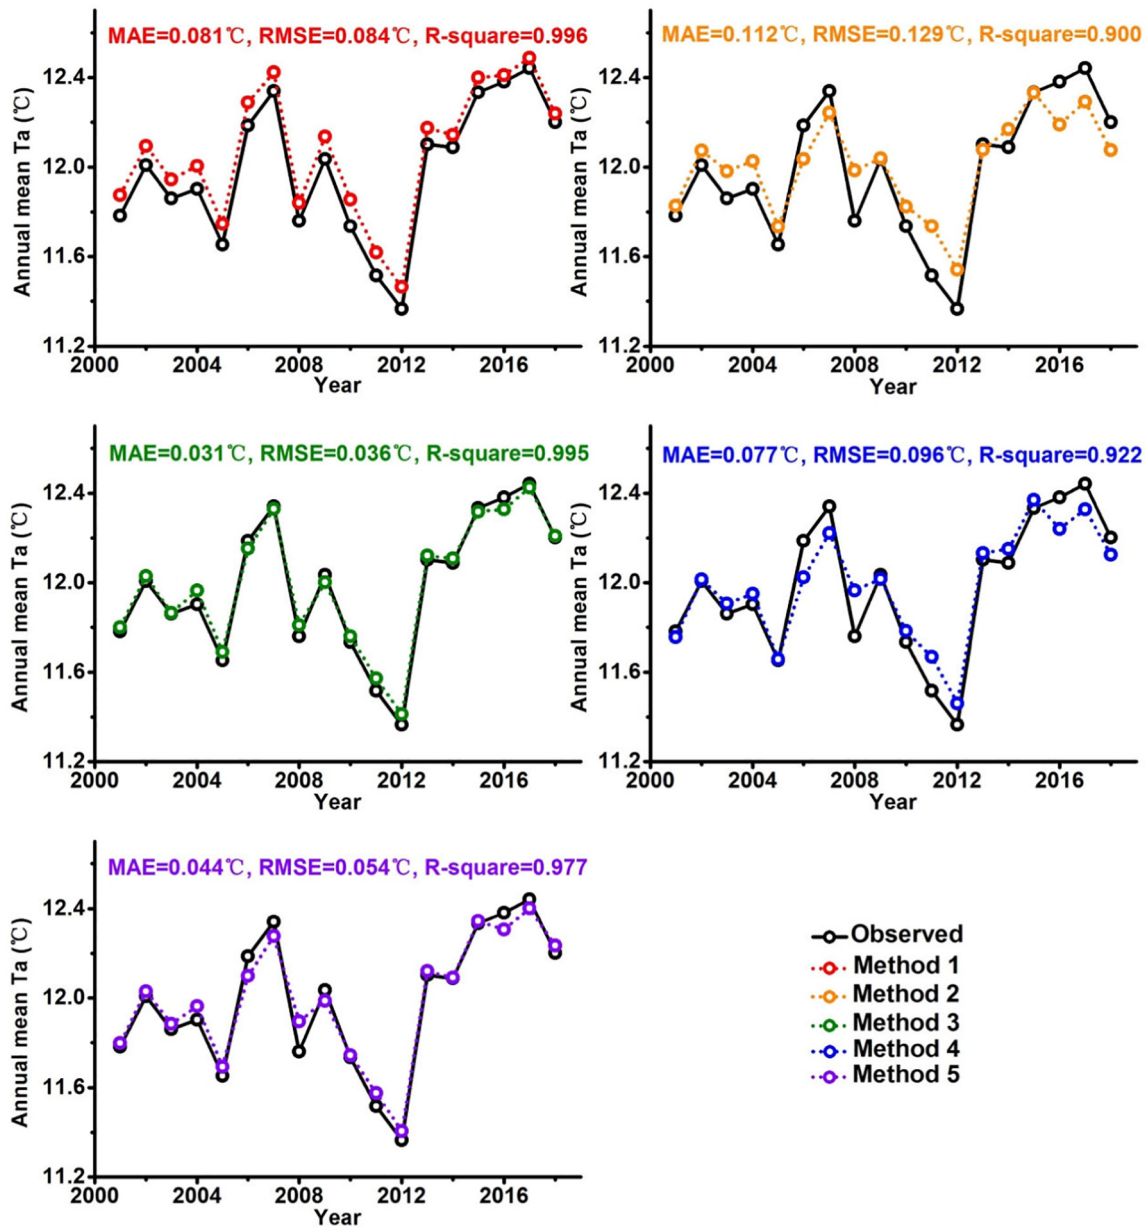 MAE=0.081℃, RMSE=0.084℃, R-square=0.996
Annual mean Ta (℃)
12.4
12.0
11.6
11.2
2000 2004 2008 2012 2016
Year
MAE=0.112℃, RMSE=0.129℃, R-square=0.900
Annual mean Ta (℃)
12.4
12.0
11.6
11.2
2000 2004 2008 2012 2016
Year
MAE=0.031℃, RMSE=0.036℃, R-square=0.995
Annual mean Ta (℃)
12.4
12.0
11.6
11.2
2000 2004 2008 2012 2016
Year
MAE=0.077℃, RMSE=0.096℃, R-square=0.922
Annual mean Ta (℃)
12.4
12.0
11.6
11.2
2000 2004 2008 2012 2016
Year
MAE=0.044℃, RMSE=0.054℃, R-square=0.977
Annual mean Ta (℃)
12.4
12.0
11.6
11.2
2000 2004 2008 2012 2016
Year
Observed
Method 1
Method 2
Method 3
Method 4
Method 5